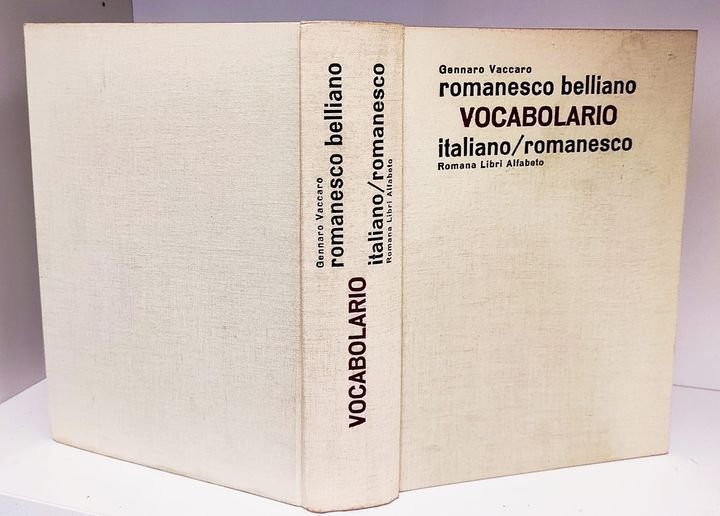 Gennaro Vaccaro
romanesco belliano
VOCABOLARIO
italiano/romanesco
Romana Libri Alfabeto
Gennaro Vaccaro
romanesco belliano
VOCABOLARIO
italiano/romanesco
Romana Libri Alfabeto